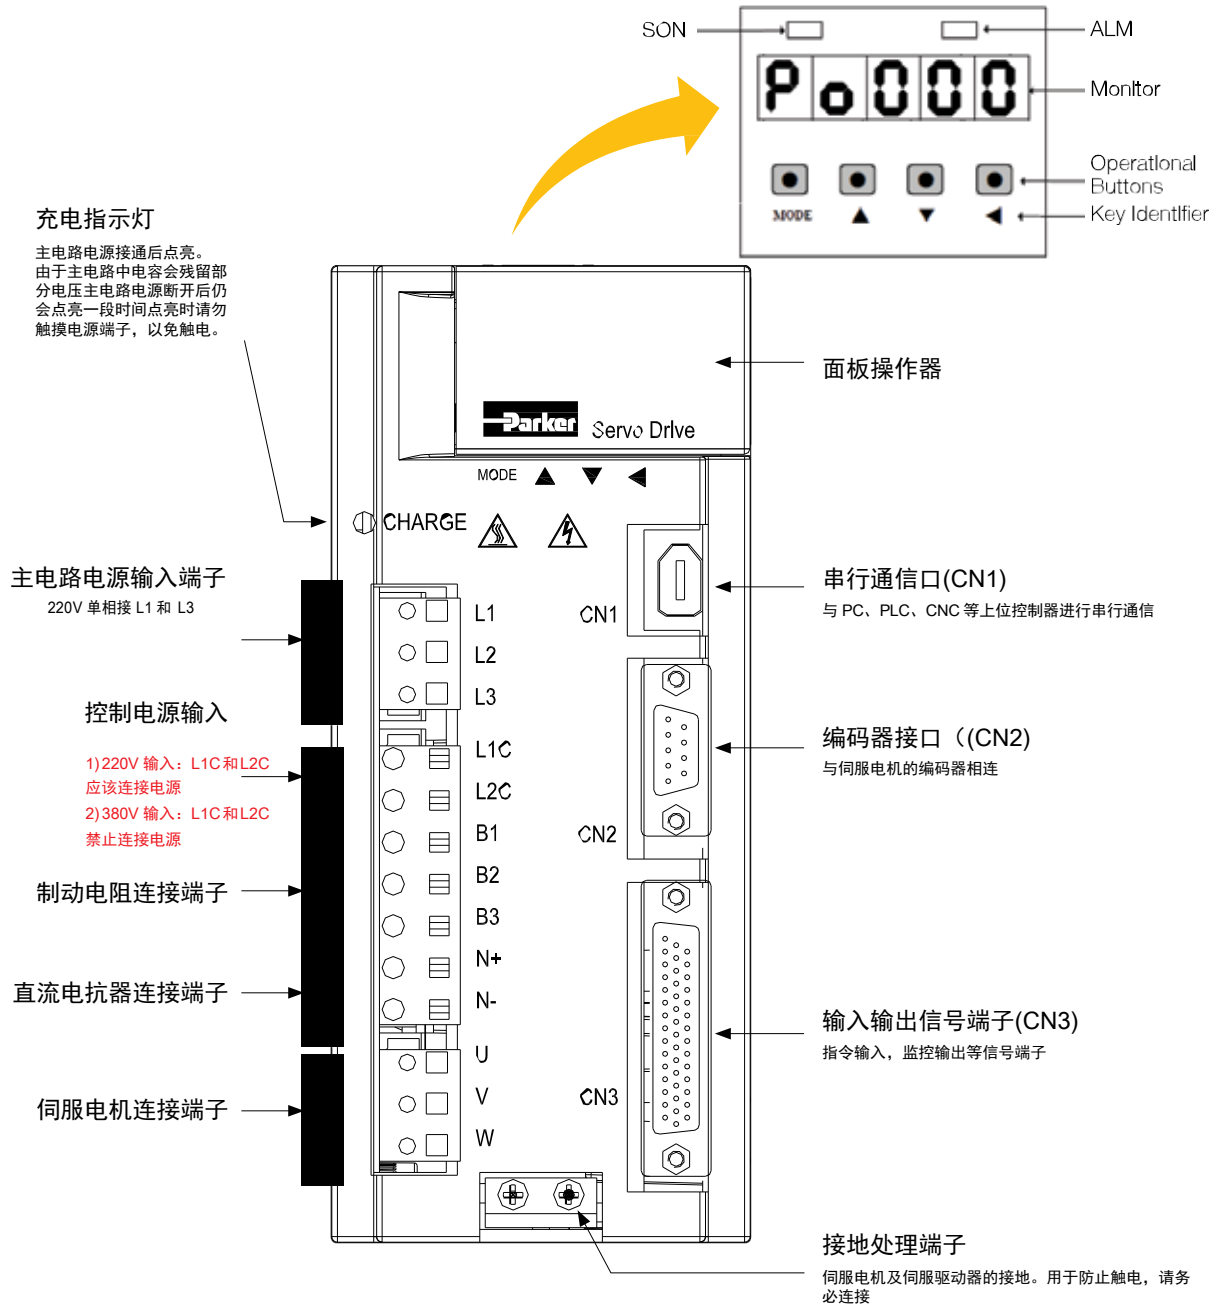 SON
ALM
Po000
Monitor
Operational
Buttons
MODE ▲ ▼ ◀
Key Identifier
充电指示灯
主电路电源接通后点亮。
由于主电路中电容会残留部
分电压主电路电源断开后仍
会点亮一段时间点亮时请勿
触摸电源端子，以免触电。
面板操作器
Parker
Servo Drive
MODE ▲ ▼ ◀
CHARGE
主电路电源输入端子
220V 单相接 L1 和 L3
L1
L2
L3
CN1
串行通信口(CN1)
与 PC、PLC、CNC 等上位控制器进行串行通信
控制电源输入
1)220V 输入：L1C和L2C
应该连接电源
2)380V 输入：L1C和L2C
禁止连接电源
L1C
L2C
B1
B2
B3
N+
N-
CN2
编码器接口（(CN2)
与伺服电机的编码器相连
制动电阻连接端子
直流电抗器连接端子
伺服电机连接端子
U
V
W
CN3
输入输出信号端子(CN3)
指令输入，监控输出等信号端子
接地处理端子
伺服电机及伺服驱动器的接地。用于防止触电，请务
必连接